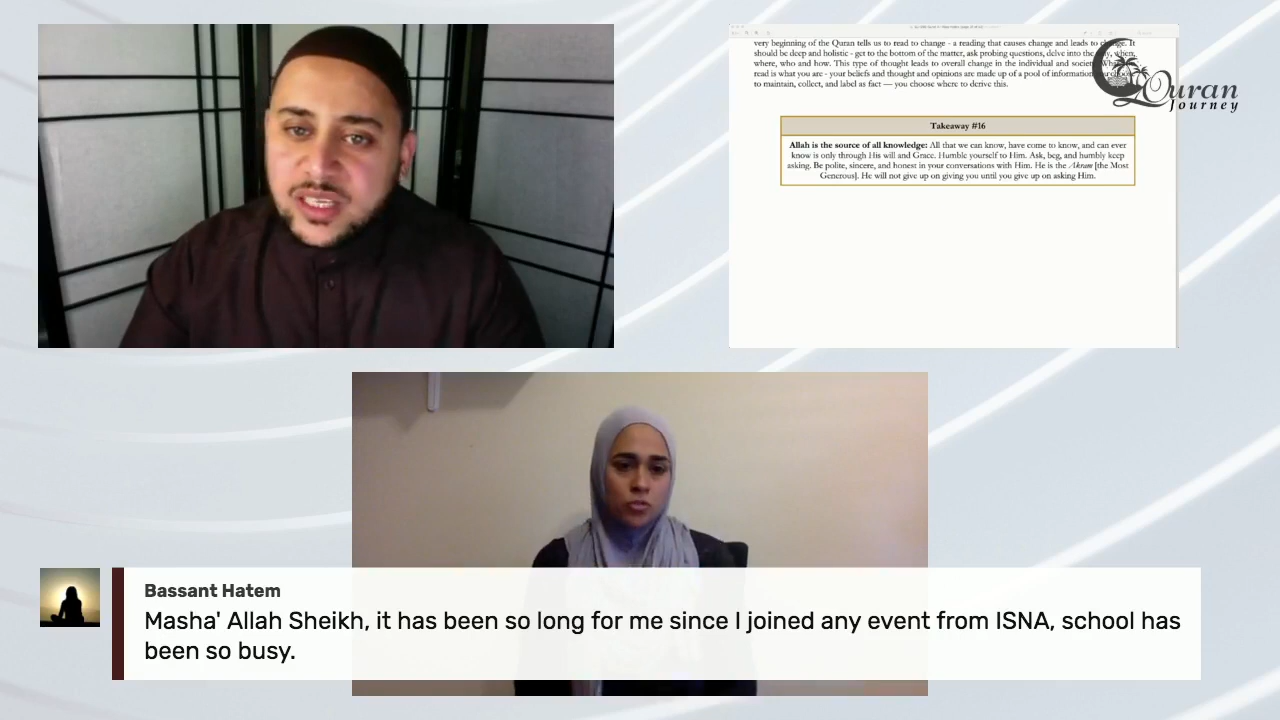 very beginning of the Quran tells us to read to change - a reading that causes change and leads to change. It
should be deep and holistic - get to the bottom of the matter, ask probing questions, delve into the why, when,
where, who and how. This type of thought leads to overall change in the individual and society. What
read is what you are - your beliefs and thought and opinions are made up of a pool of information
to maintain, collect, and label as fact — you choose where to derive this.
Quran
Journey
Takeaway #16
Allah is the source of all knowledge: All that we can know, have come to know, and can ever
know is only through His will and Grace. Humble yourself to Him. Ask, beg, and humbly keep
asking. Be polite, sincere, and honest in your conversations with Him. He is the Akram [the Most
Generous]. He will not give up on giving you until you give up on asking Him.
Bassant Hatem
Masha' Allah Sheikh, it has been so long for me since I joined any event from ISNA, school has
been so busy.